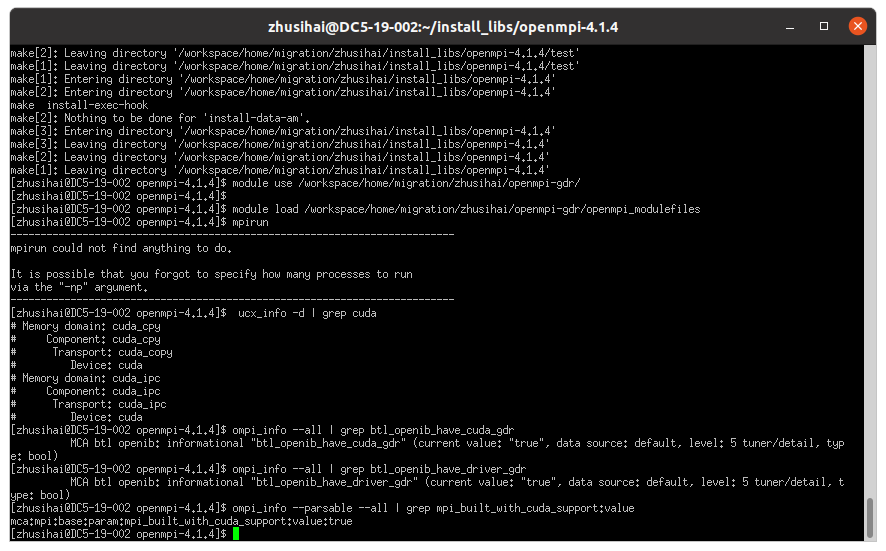 zhusihai@DC5-19-002:~/install_libs/openmpi-4.1.4
make[2]: Leaving directory '/workspace/home/migration/zhusihai/install_libs/openmpi-4.1.4/test'
make[1]: Leaving directory '/workspace/home/migration/zhusihai/install_libs/openmpi-4.1.4/test'
make[1]: Entering directory '/workspace/home/migration/zhusihai/install_libs/openmpi-4.1.4'
make[2]: Entering directory '/workspace/home/migration/zhusihai/install_libs/openmpi-4.1.4'
make  install-exec-hook
make[2]: Nothing to be done for 'install-data-am'.
make[3]: Entering directory '/workspace/home/migration/zhusihai/install_libs/openmpi-4.1.4'
make[3]: Leaving directory '/workspace/home/migration/zhusihai/install_libs/openmpi-4.1.4'
make[2]: Leaving directory '/workspace/home/migration/zhusihai/install_libs/openmpi-4.1.4'
make[1]: Leaving directory '/workspace/home/migration/zhusihai/install_libs/openmpi-4.1.4'
[zhusihai@DC5-19-002 openmpi-4.1.4]$ module use /workspace/home/migration/zhusihai/openmpi-gdr/
[zhusihai@DC5-19-002 openmpi-4.1.4]$
[zhusihai@DC5-19-002 openmpi-4.1.4]$ module load /workspace/home/migration/zhusihai/openmpi-gdr/openmpi_modulefiles
[zhusihai@DC5-19-002 openmpi-4.1.4]$ mpirun
--------------------------------------------------------------------------
mpirun could not find anything to do.

It is possible that you forgot to specify how many processes to run
via the "-np" argument.
--------------------------------------------------------------------------
[zhusihai@DC5-19-002 openmpi-4.1.4]$  ucx_info -d | grep cuda
# Memory domain: cuda_cpy
#     Component: cuda_cpy
#      Transport: cuda_copy
#         Device: cuda
# Memory domain: cuda_ipc
#     Component: cuda_ipc
#      Transport: cuda_ipc
#         Device: cuda
[zhusihai@DC5-19-002 openmpi-4.1.4]$ ompi_info --all | grep btl_openib_have_cuda_gdr
          MCA btl openib: informational "btl_openib_have_cuda_gdr" (current value: "true", data source: default, level: 5 tuner/detail, typ
e: bool)
[zhusihai@DC5-19-002 openmpi-4.1.4]$ ompi_info --all | grep btl_openib_have_driver_gdr
          MCA btl openib: informational "btl_openib_have_driver_gdr" (current value: "true", data source: default, level: 5 tuner/detail, t
ype: bool)
[zhusihai@DC5-19-002 openmpi-4.1.4]$ ompi_info --parsable --all | grep mpi_built_with_cuda_support:value
mca:mpi:base:param:mpi_built_with_cuda_support:value:true
[zhusihai@DC5-19-002 openmpi-4.1.4]$